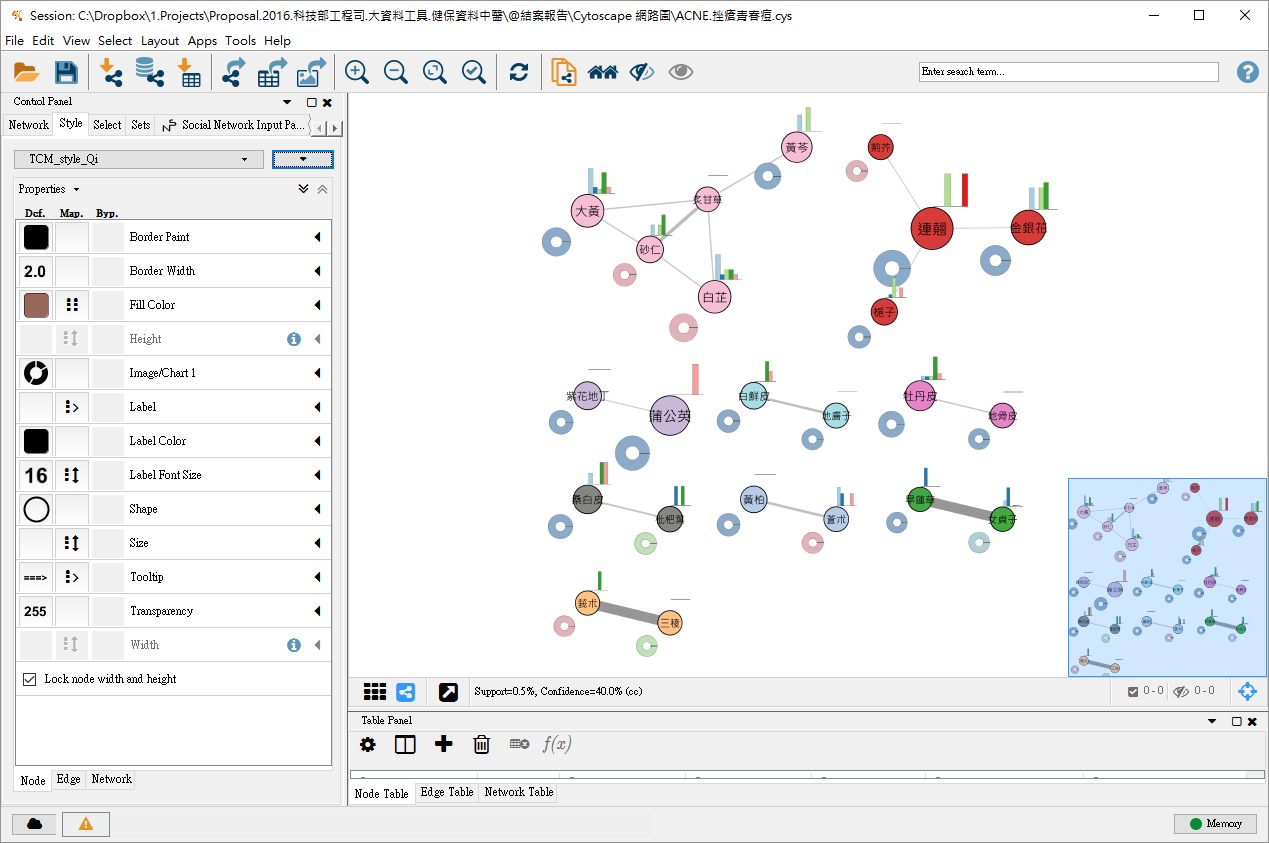 Session: C:\Dropbox\1.Projects\Proposal.2016.科技部工程司.大資料工具.健保資料中醫\@結案報告\Cytoscape 網路圖\ACNE.挫瘡青春痘.cys
File Edit View Select Layout Apps Tools Help
Enter search term...
Control Panel
Network Style Select Sets Social Network Input Pa...
TCM_style_Qi
Properties
Def. Map. Byp.
Border Paint
2.0 Border Width
Fill Color
Height
Image/Chart 1
Label
Label Color
16 Label Font Size
Shape
Size
===> Tooltip
255 Transparency
Width
Lock node width and height
Node Edge Network
黃芩
荊芥
大黃
炙甘草
連翹
金銀花
砂仁
白芷
梔子
紫花地丁
蒲公英
白鮮皮
地膚子
牡丹皮
地骨皮
桑白皮
枇杷葉
黃柏
蒼朮
旱蓮草
女貞子
莪朮
三稜
Support=0.5%, Confidence=40.0% (cc)
0 - 0 0 - 0
Table Panel
f(x)
Node Table Edge Table Network Table
Memory